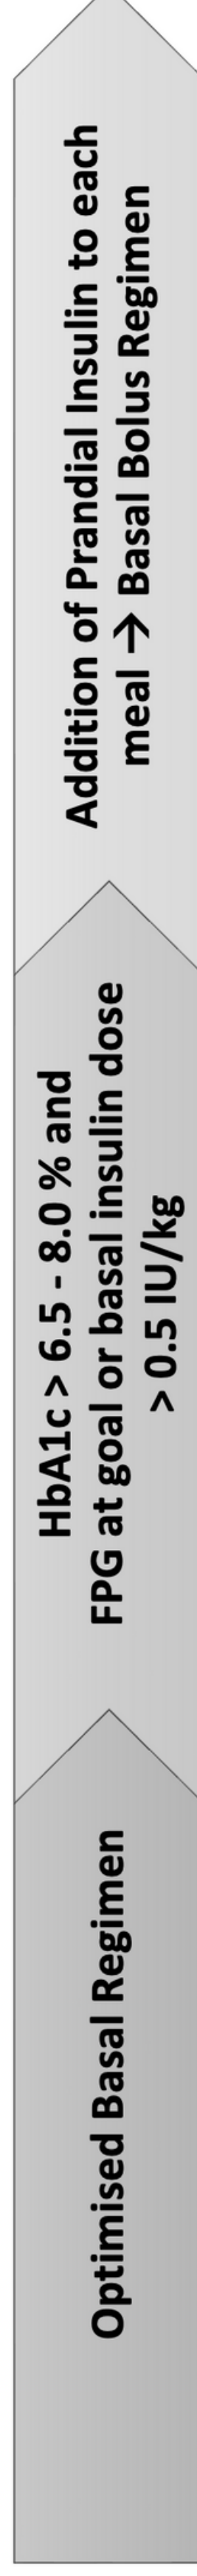 Optimised Basal Regimen
HbA1c > 6.5 - 8.0 % and
FPG at goal or basal insulin dose
> 0.5 IU/kg
Addition of Prandial Insulin to each
meal → Basal Bolus Regimen